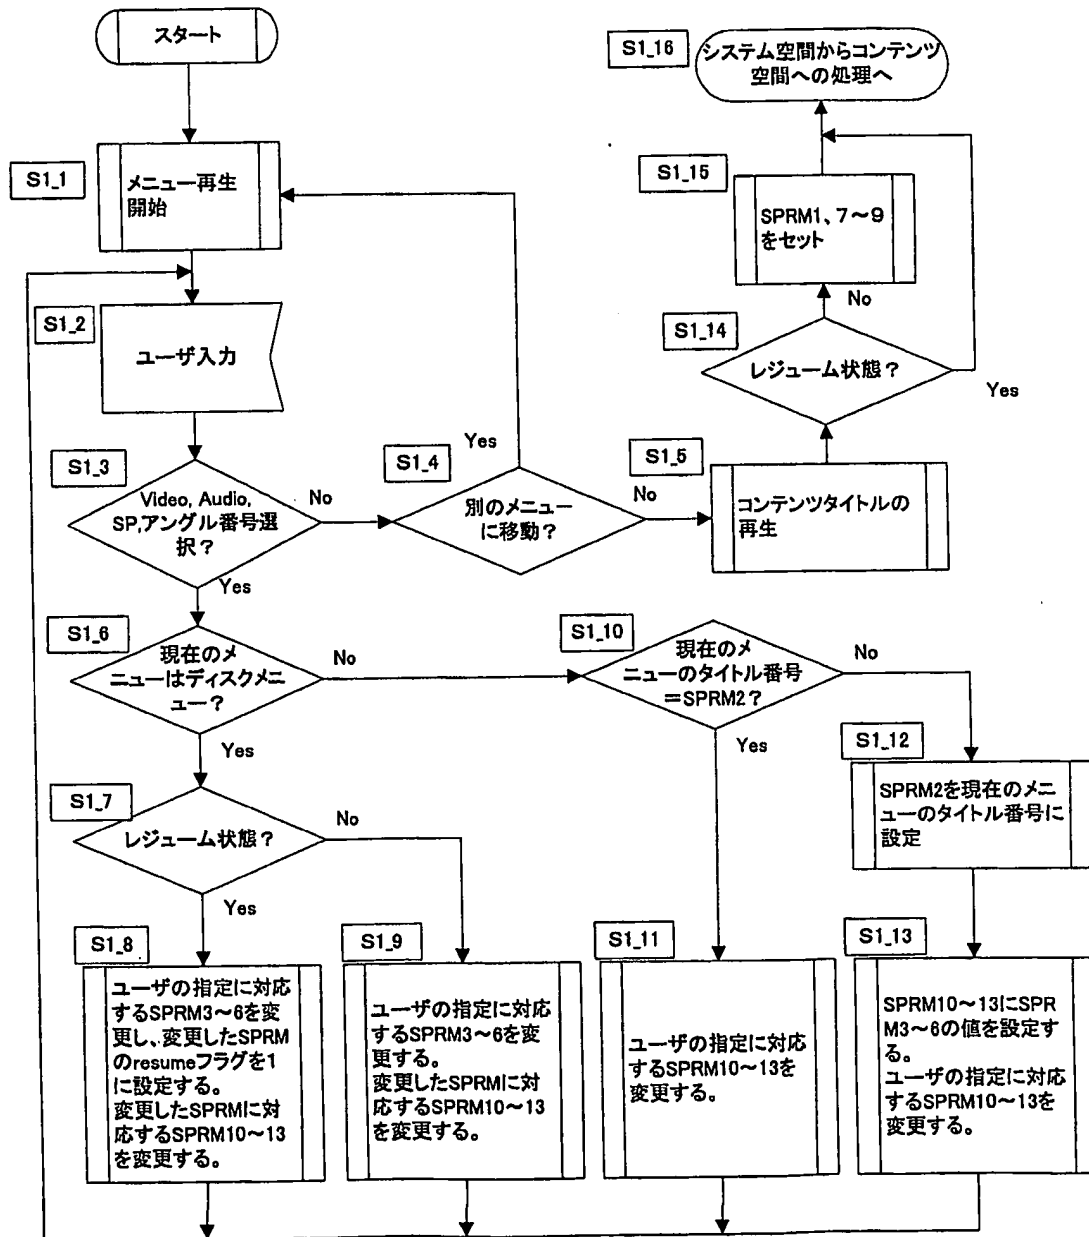 スタート
S1_16
システム空間からコンテンツ
空間への処理へ
S1_1
メニュー再生
開始
S1_15
SPRM1、7～9
をセット
No
S1_2
ユーザ入力
S1_14
レジューム状態？
Yes
S1_3
Video, Audio,
SP,アングル番号選
択？
No
Yes
S1_4
別のメニュー
に移動？
Yes
No
S1_5
コンテンツタイトルの
再生
S1_6
現在のメ
ニューはディスクメニ
ュー？
No
Yes
S1_10
現在のメ
ニューのタイトル番号
＝SPRM2？
No
Yes
S1_12
SPRM2を現在のメニ
ューのタイトル番号に
設定
S1_7
レジューム状態？
No
Yes
S1_8
ユーザの指定に対応
するSPRM3～6を変
更し、変更したSPRM
のresumeフラグを1
に設定する。
変更したSPRMに対
応するSPRM10～13
を変更する。
S1_9
ユーザの指定に対応
するSPRM3～6を変
更する。
変更したSPRMに対
応するSPRM10～13
を変更する。
S1_11
ユーザの指定に対応
するSPRM10～13を
変更する。
S1_13
SPRM10～13にSPR
M3～6の値を設定す
る。
ユーザの指定に対応
するSPRM10～13を
変更する。